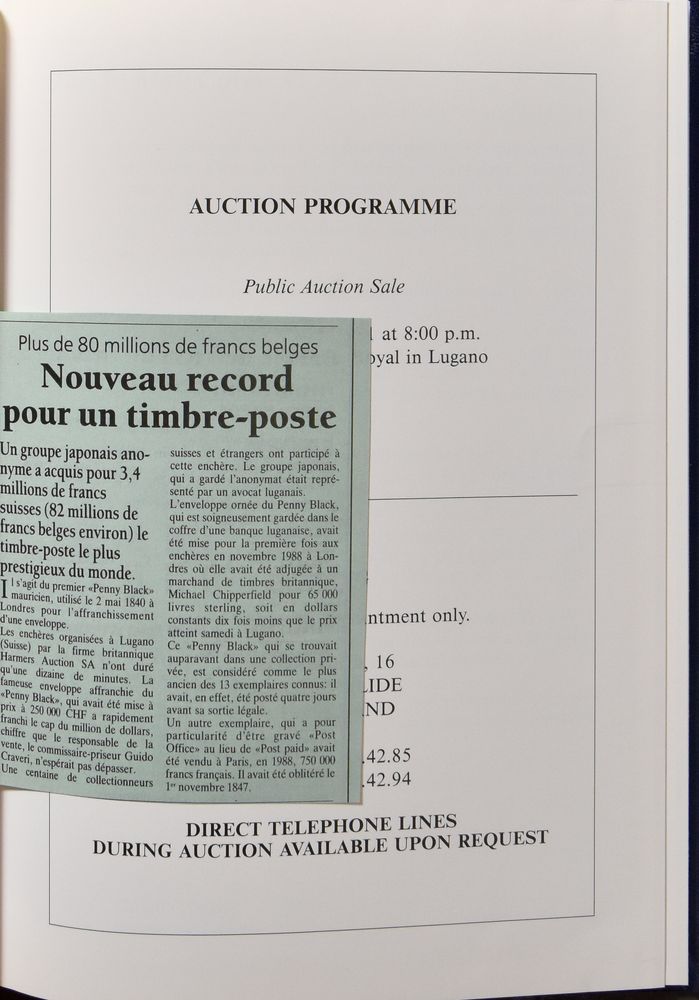 AUCTION PROGRAMME
Public Auction Sale
at 8:00 p.m.
in Lugano
Plus de 80 millions de francs belges
Nouveau record
pour un timbre-poste
Un groupe japonais ano-
nyme a acquis pour 3,4
millions de francs
suisses (82 millions de
francs belges environ) le
timbre-poste le plus
prestigieux du monde.
Il s'agit du premier «Penny Black»
mauricien, utilisé le 2 mai 1840 à
Londres pour l'affranchissement
d'une enveloppe.
Les enchères organisées à Lugano
(Suisse) par la firme britannique
Harmers Auction SA n'ont duré
qu'une dizaine de minutes. La
fameuse enveloppe affranchie du
«Penny Black», qui avait été mise à
prix à 250 000 CHF a rapidement
franchi le cap du million de dollars,
chiffre que le responsable de la
vente, le commissaire-priseur Guido
Craveri, n'espérait pas dépasser.
Une centaine de collectionneurs
suisses et étrangers ont participé à
cette enchère. Le groupe japonais,
qui a gardé l'anonymat était repré-
senté par un avocat luganais.
L'enveloppe ornée du Penny Black,
qui est soigneusement gardée dans le
coffre d'une banque luganaise, avait
été mise pour la première fois aux
enchères en novembre 1988 à Lon-
dres où elle avait été adjugée à un
marchand de timbres britannique,
Michael Chipperfield pour 65 000
livres sterling, soit en dollars
constants dix fois moins que le prix
atteint samedi à Lugano.
Ce «Penny Black» qui se trouvait
auparavant dans une collection pri-
vée, est considéré comme le plus
ancien des 13 exemplaires connus: il
avait, en effet, été posté quatre jours
avant sa sortie légale.
Un autre exemplaire, qui a pour
particularité d'être gravé «Post
Office» au lieu de «Post paid» avait
été vendu à Paris, en 1988, 750 000
francs français. Il avait été oblitéré le
1er novembre 1847.
only.
, 16
.42.85
.42.94
DIRECT TELEPHONE LINES
DURING AUCTION AVAILABLE UPON REQUEST